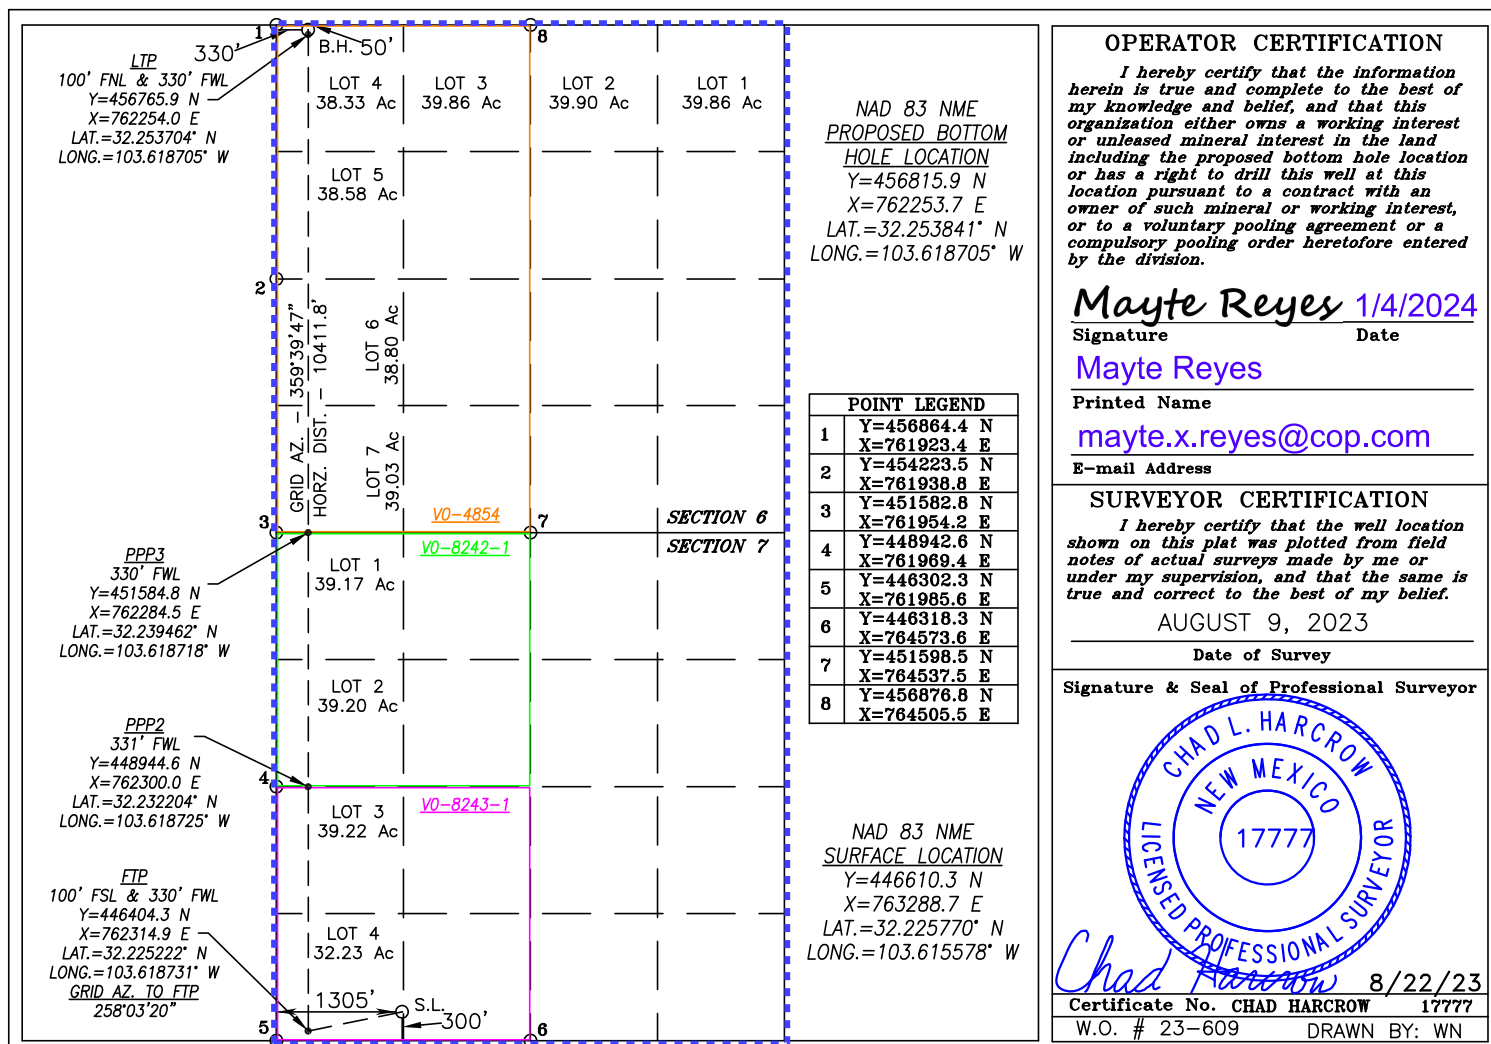 LTP
100' FNL & 330' FWL
Y=456765.9 N
X=762254.0 E
LAT.=32.253704° N
LONG.=103.618705° W
330'
B.H. 50'
1
8
LOT 4
38.33 Ac
LOT 3
39.86 Ac
LOT 2
39.90 Ac
LOT 1
39.86 Ac
LOT 5
38.58 Ac
2
GRID AZ. - 359°39'47"
HORZ. DIST. - 10411.8'
LOT 6
38.80 Ac
LOT 7
39.03 Ac
3
VO-4854
7
SECTION 6
VO-8242-1
SECTION 7
PPP3
330' FWL
Y=451584.8 N
X=762284.5 E
LAT.=32.239462° N
LONG.=103.618718° W
LOT 1
39.17 Ac
LOT 2
39.20 Ac
PPP2
331' FWL
Y=448944.6 N
X=762300.0 E
LAT.=32.232204° N
LONG.=103.618725° W
4
VO-8243-1
LOT 3
39.22 Ac
FTP
100' FSL & 330' FWL
Y=446404.3 N
X=762314.9 E
LAT.=32.225222° N
LONG.=103.618731° W
GRID AZ. TO FTP
258°03'20"
LOT 4
32.23 Ac
1305'
S.L.
300'
5
6
NAD 83 NME
PROPOSED BOTTOM
HOLE LOCATION
Y=456815.9 N
X=762253.7 E
LAT.=32.253841° N
LONG.=103.618705° W
POINT LEGEND
1 Y=456864.4 N
X=761923.4 E
2 Y=454223.5 N
X=761938.8 E
3 Y=451582.8 N
X=761954.2 E
4 Y=448942.6 N
X=761969.4 E
5 Y=446302.3 N
X=761985.6 E
6 Y=446318.3 N
X=764573.6 E
7 Y=451598.5 N
X=764537.5 E
8 Y=456876.8 N
X=764505.5 E
NAD 83 NME
SURFACE LOCATION
Y=446610.3 N
X=763288.7 E
LAT.=32.225770° N
LONG.=103.615578° W
OPERATOR CERTIFICATION
I hereby certify that the information
herein is true and complete to the best of
my knowledge and belief, and that this
organization either owns a working interest
or unleased mineral interest in the land
including the proposed bottom hole location
or has a right to drill this well at this
location pursuant to a contract with an
owner of such mineral or working interest,
or to a voluntary pooling agreement or a
compulsory pooling order heretofore entered
by the division.
Mayte Reyes 1/4/2024
Signature Date
Mayte Reyes
Printed Name
mayte.x.reyes@cop.com
E-mail Address
SURVEYOR CERTIFICATION
I hereby certify that the well location
shown on this plat was plotted from field
notes of actual surveys made by me or
under my supervision, and that the same is
true and correct to the best of my belief.
AUGUST 9, 2023
Date of Survey
Signature & Seal of Professional Surveyor
CHAD L. HARCROW
NEW MEXICO
17777
LICENSED PROFESSIONAL SURVEYOR
Chad Harcrow 8/22/23
Certificate No. CHAD HARCROW 17777
W.O. # 23-609 DRAWN BY: WN